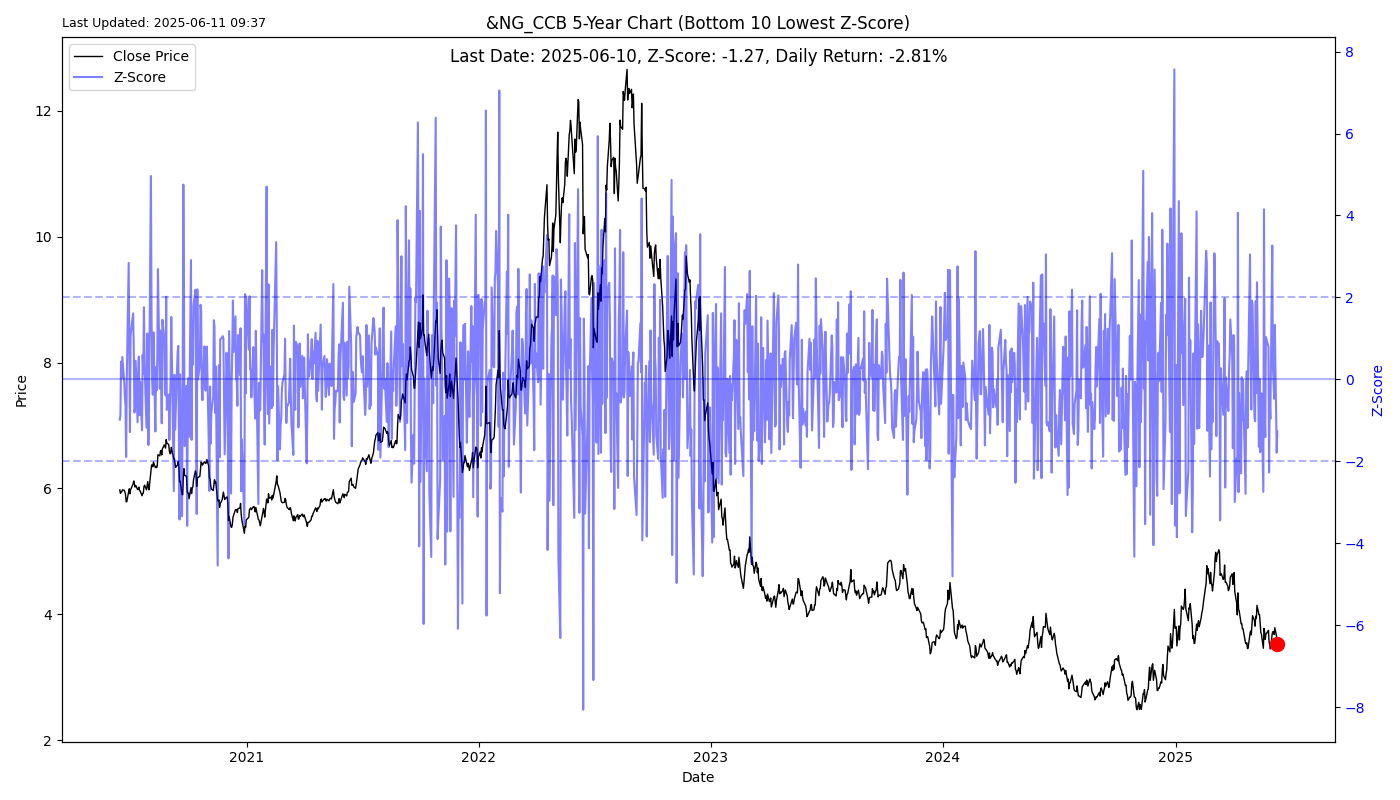 Last Updated: 2025-06-11 09:37
&NG_CCB 5-Year Chart (Bottom 10 Lowest Z-Score)
Last Date: 2025-06-10, Z-Score: -1.27, Daily Return: -2.81%
Close Price
Z-Score
12
10
8
6
4
2
Price
8
6
4
2
0
−2
−4
−6
−8
Z-Score
2021
2022
2023
2024
2025
Date